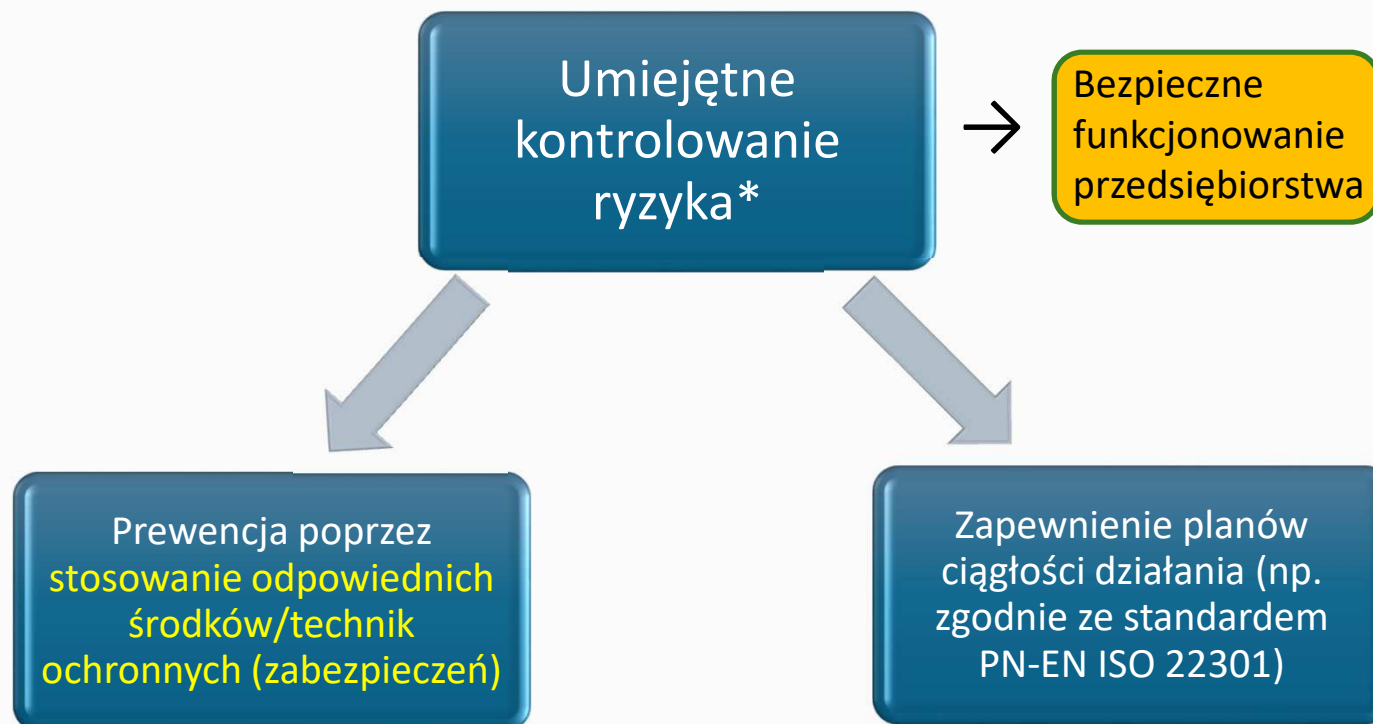 Umiejętne
kontrolowanie
ryzyka*
Bezpieczne
funkcjonowanie
przedsiębiorstwa
Prewencja poprzez
stosowanie odpowiednich
środków/technik
ochronnych (zabezpieczeń)
Zapewnienie planów
ciągłości działania (np.
zgodnie ze standardem
PN-EN ISO 22301)